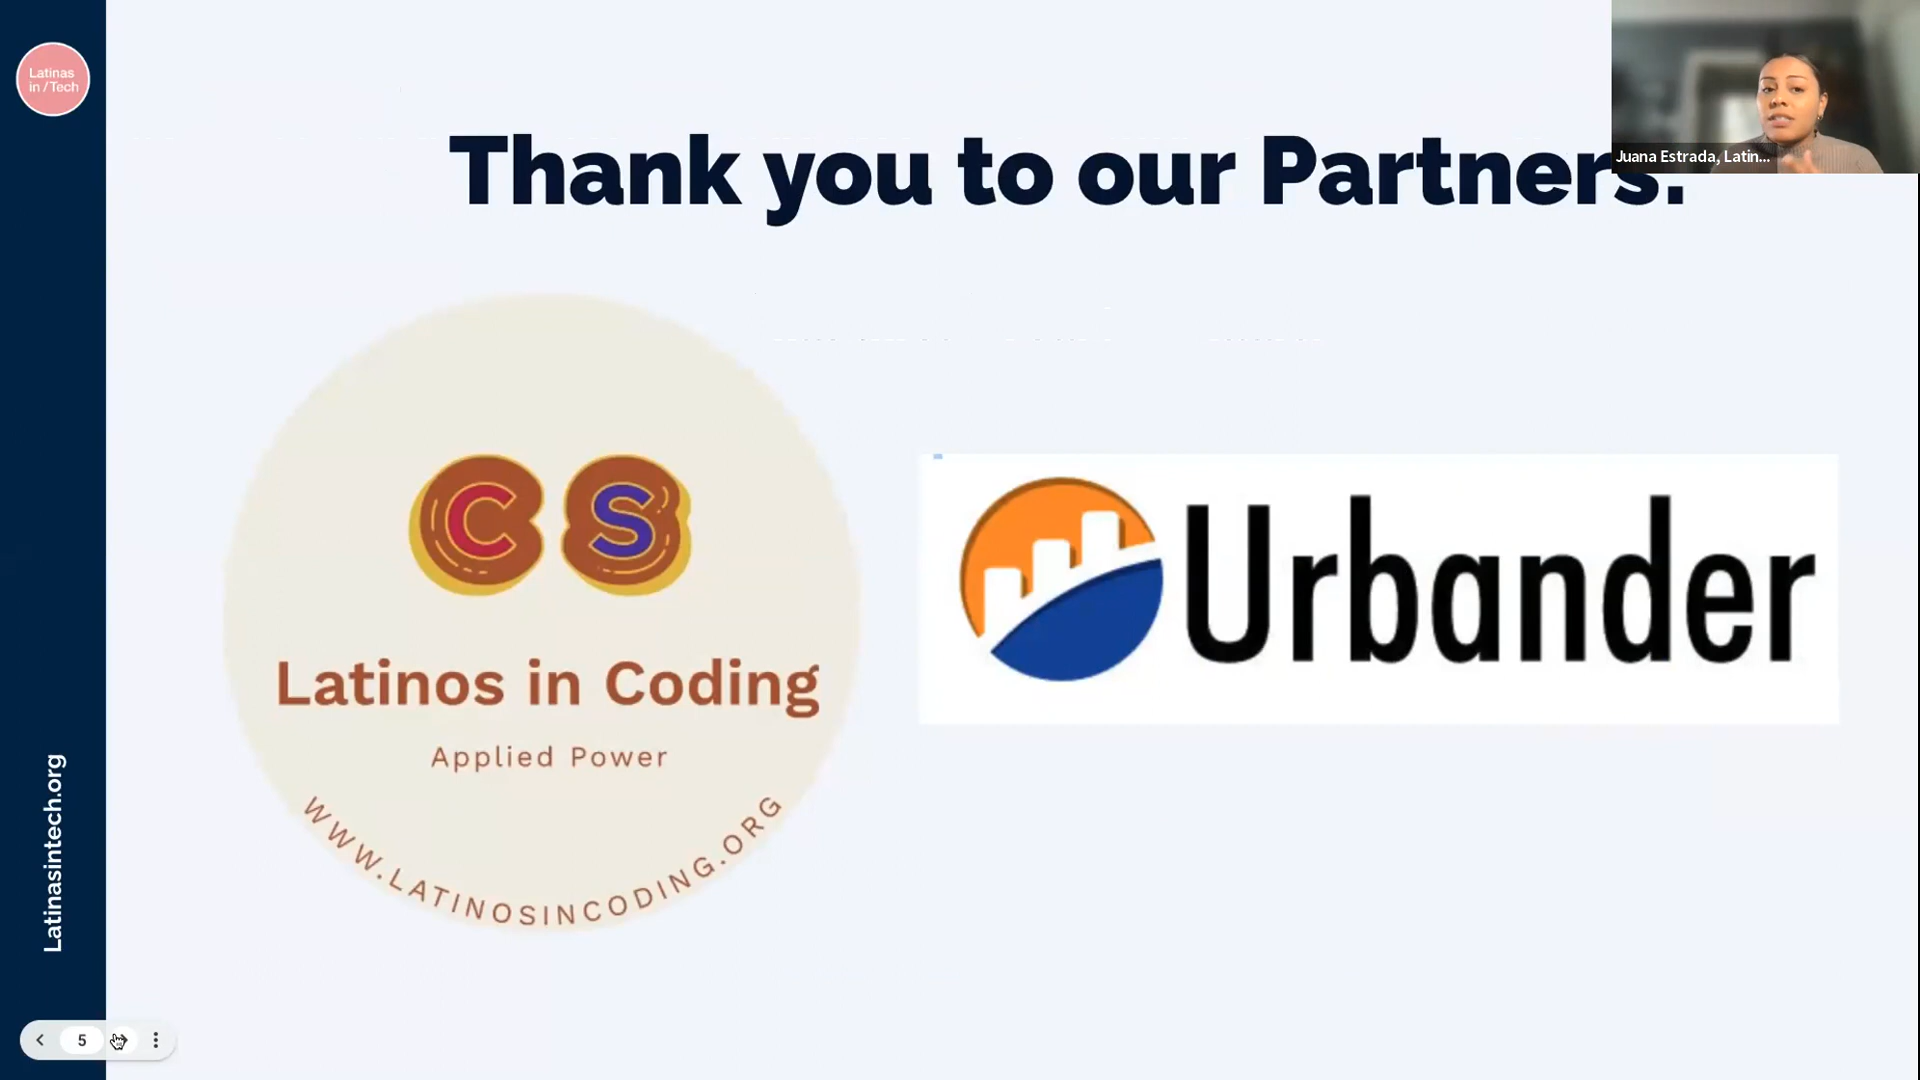 Latinas
in/Tech
Thank you to our Partners.
Juana Estrada, Latin...
CS
Latinos in Coding
Applied Power
WWW.LATINOSINCODING.ORG
Urbander
Latinasintech.org
5